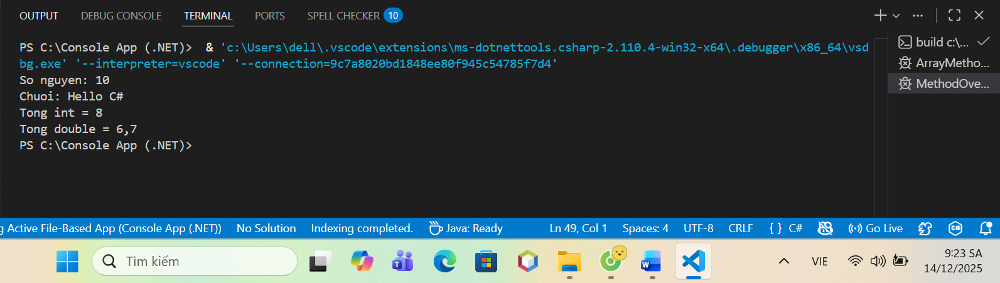 OUTPUT DEBUG CONSOLE TERMINAL PORTS SPELL CHECKER 10
PS C:\Console App (.NET)> & 'c:\Users\dell\.vscode\extensions\ms-dotnettools.csharp-2.110.4-win32-x64\.debugger\x86_64\vsd
bg.exe' '--interpreter=vscode' '--connection=9c7a8020bd1848ee80f945c54785f7d4'
So nguyen: 10
Chuoi: Hello C#
Tong int = 8
Tong double = 6,7
PS C:\Console App (.NET)>
build c:\...
ArrayMetho...
MethodOve...
g Active File-Based App (Console App (.NET)) No Solution Indexing completed. Java: Ready Ln 49, Col 1 Spaces: 4 UTF-8 CRLF { } C# Go Live C#
Tìm kiếm
T
W
VIE
9:23 SA
14/12/2025